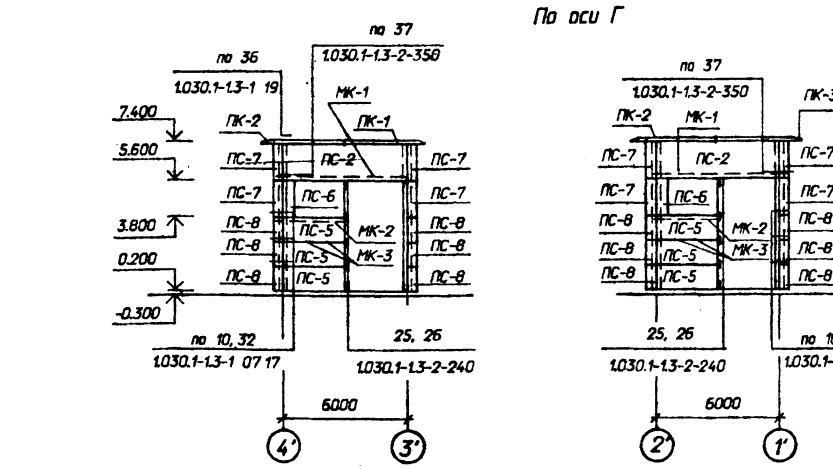 По оси Г
по 37
1.030.1-1.3-2-350
по 36
1.030.1-1.3-1 19
МК-1
ПК-2
ПК-1
7.400
5.600
3.800
0.200
-0.300
ПС-7
ПС-2
ПС-7
ПС-7
ПС-6
ПС-7
ПС-8
ПС-5
МК-2
ПС-8
ПС-8
ПС-5
МК-3
ПС-8
ПС-8
ПС-5
ПС-8
по 10, 32
1.030.1-1.3-1 07 17
25, 26
1.030.1-1.3-2-240
6000
4'
3'
по 37
1.030.1-1.3-2-350
ПК-3
ПК-2
МК-1
ПС-7
ПС-2
ПС-7
ПС-7
ПС-6
ПС-7
ПС-8
ПС-5
МК-2
ПС-8
ПС-8
ПС-5
МК-3
ПС-8
ПС-8
ПС-5
ПС-8
25, 26
1.030.1-1.3-2-240
по
1.030.1-
6000
2'
1'